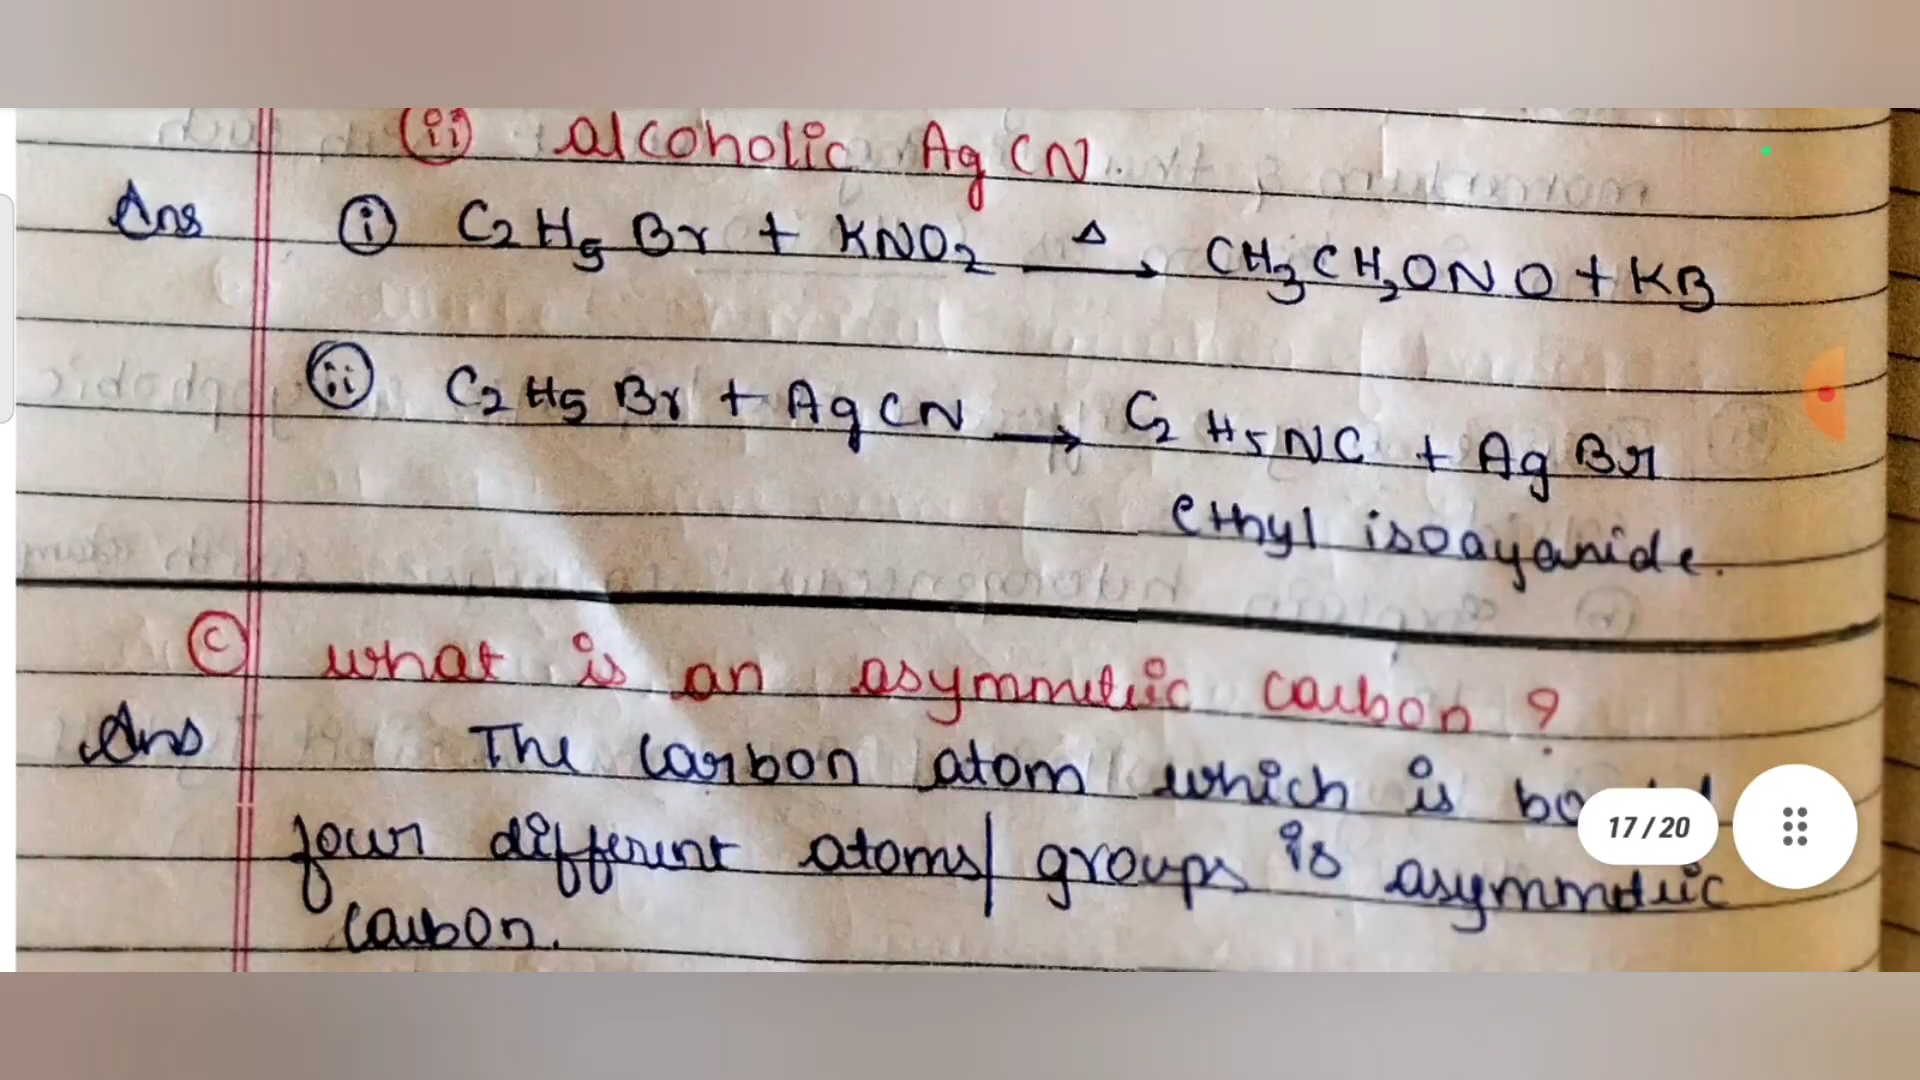 (ii) alcoholic AgCN.
Ans (i) C2H5Br + KNO2 Δ→ CH3CH2ONO + KB
(ii) C2H5Br + AgCN → C2H5NC + AgBr
ethyl isoayanide.
(C) what is an asymmetric carbon ?
Ans The carbon atom which is
four different atoms/groups is asymmetric
carbon.
17/20